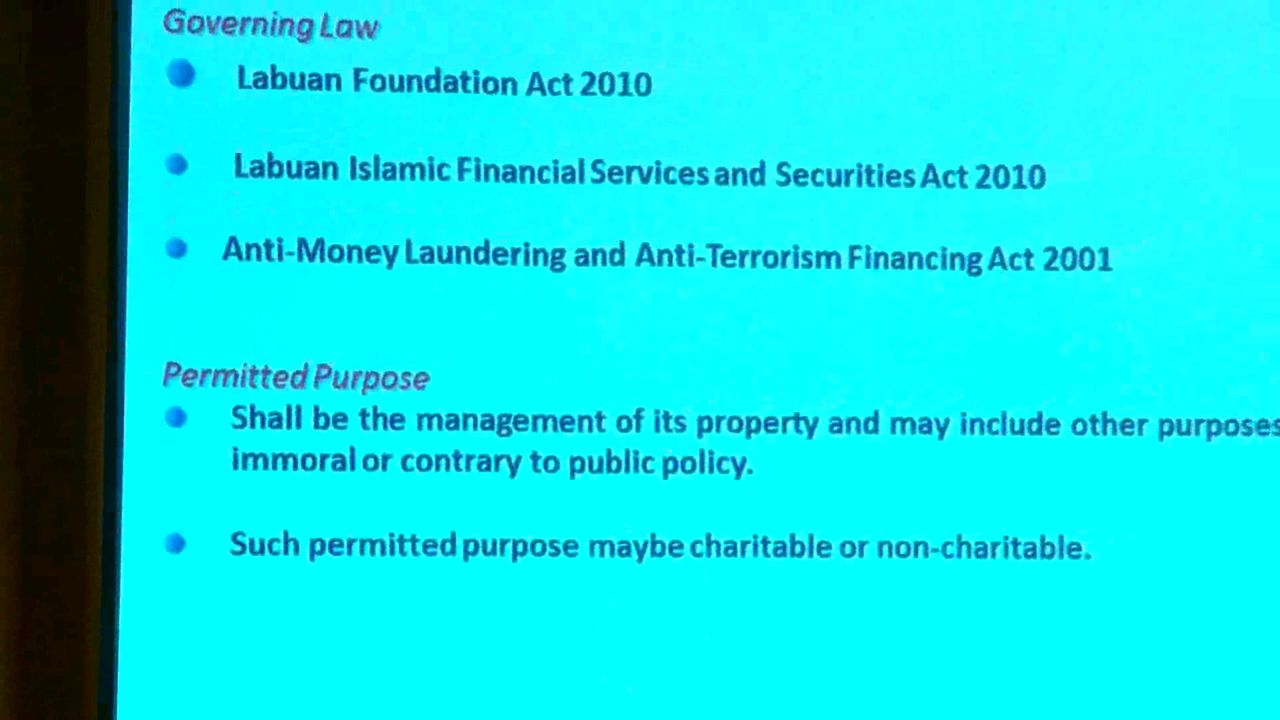 Governing Law
Labuan Foundation Act 2010
Labuan Islamic Financial Services and Securities Act 2010
Anti-Money Laundering and Anti-Terrorism Financing Act 2001
Permitted Purpose
Shall be the management of its property and may include other purposes
immoral or contrary to public policy.
Such permitted purpose maybe charitable or non-charitable.